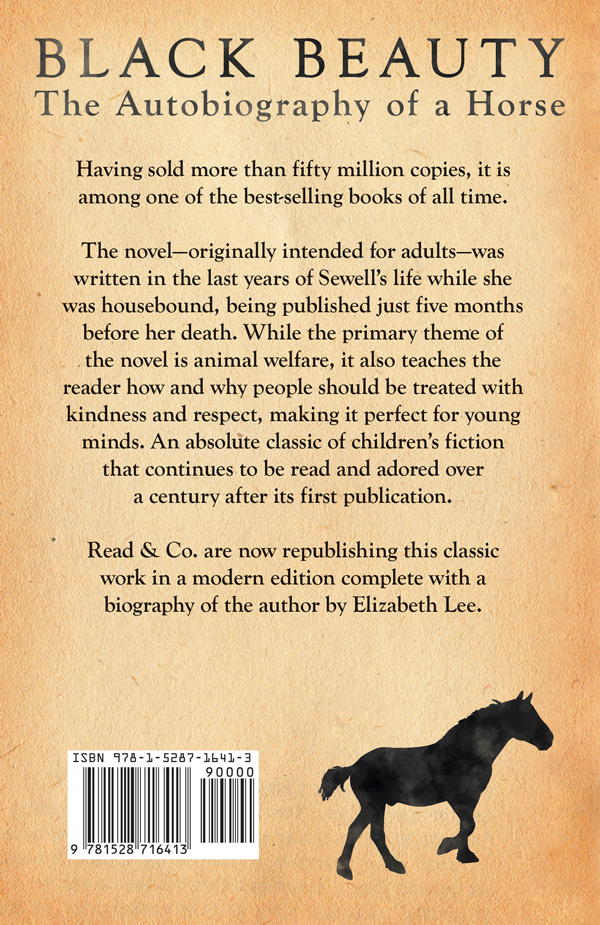 BLACK BEAUTY
The Autobiography of a Horse
Having sold more than fifty million copies, it is
among one of the best-selling books of all time.
The novel—originally intended for adults—was
written in the last years of Sewell's life while she
was housebound, being published just five months
before her death. While the primary theme of
the novel is animal welfare, it also teaches the
reader how and why people should be treated with
kindness and respect, making it perfect for young
minds. An absolute classic of children's fiction
that continues to be read and adored over
a century after its first publication.
Read & Co. are now republishing this classic
work in a modern edition complete with a
biography of the author by Elizabeth Lee.
ISBN 978-1-5287-1641-3
90000
9 781528 716413